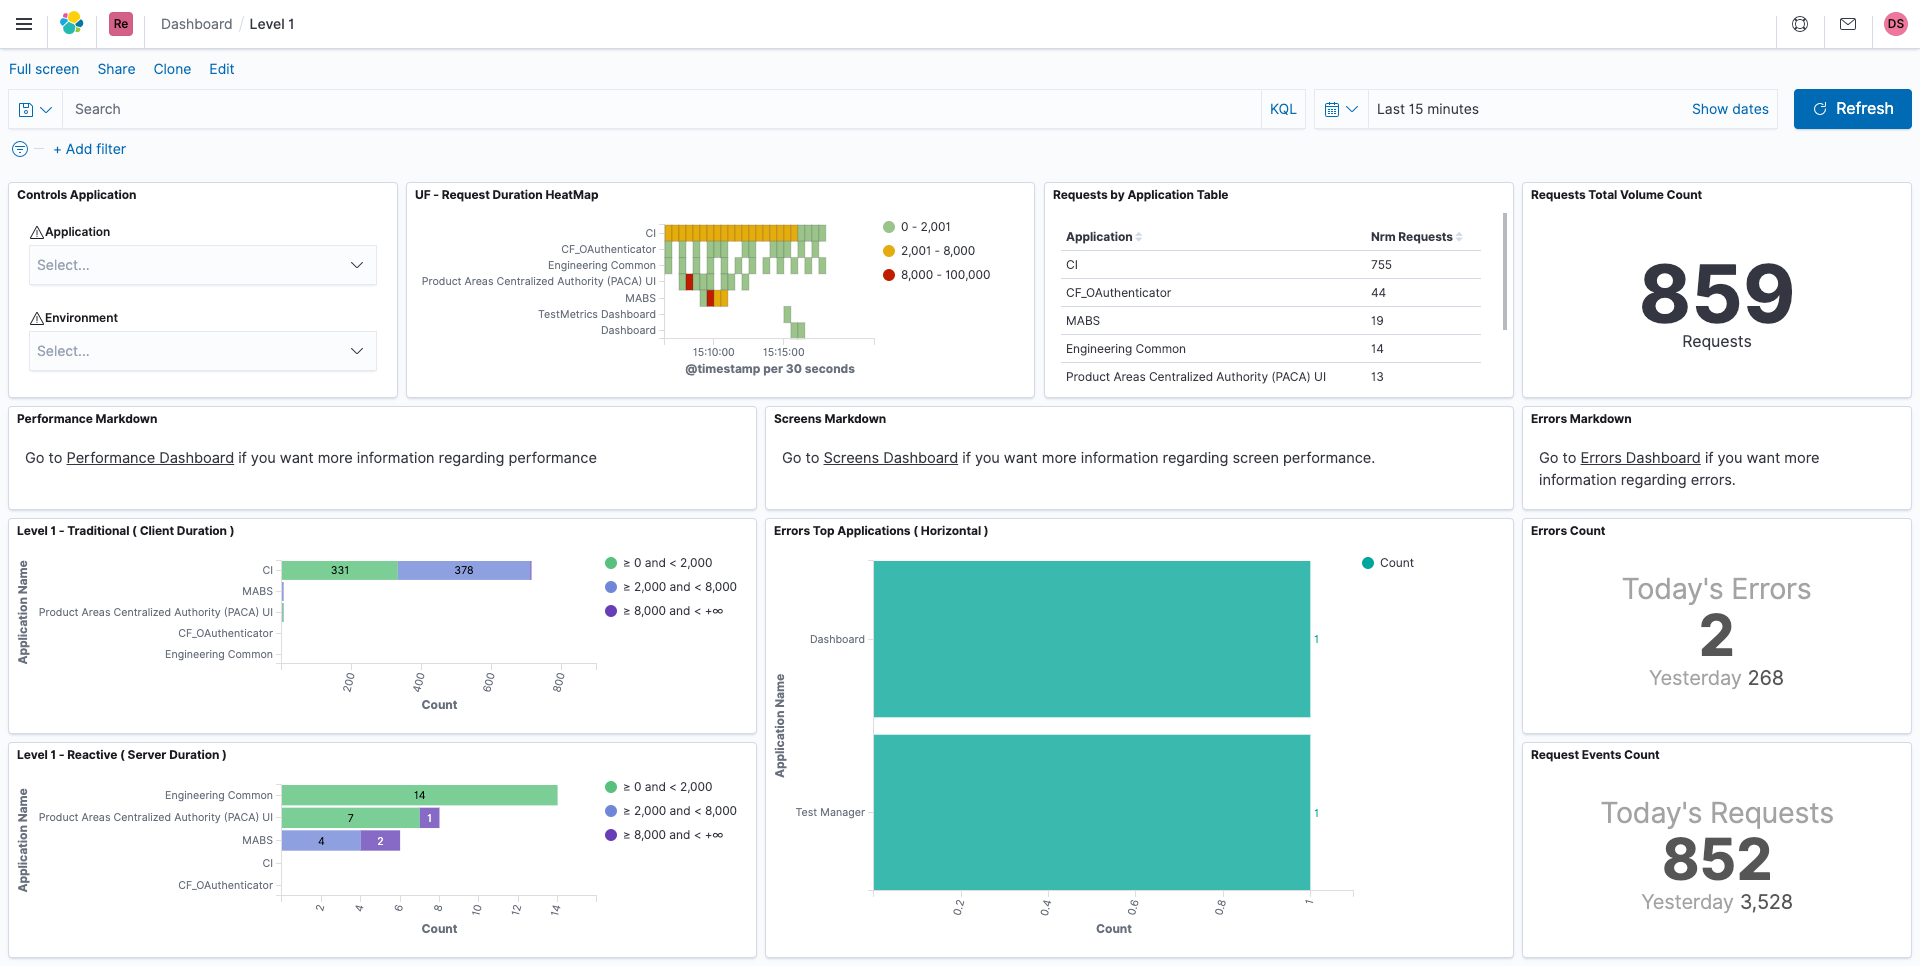 Re
Dashboard / Level 1
DS
Full screen Share Clone Edit
Search
KQL
Last 15 minutes
Show dates
Refresh
+ Add filter
Controls Application
Application
Select...
Environment
Select...
UF - Request Duration HeatMap
CI
CF_OAuthenticator
Engineering Common
Product Areas Centralized Authority (PACA) UI
MABS
TestMetrics Dashboard
Dashboard
15:10:00 15:15:00
@timestamp per 30 seconds
0 - 2,001
2,001 - 8,000
8,000 - 100,000
Requests by Application Table
Application Nrm Requests
CI 755
CF_OAuthenticator 44
MABS 19
Engineering Common 14
Product Areas Centralized Authority (PACA) UI 13
Requests Total Volume Count
859
Requests
Performance Markdown
Go to Performance Dashboard if you want more information regarding performance
Screens Markdown
Go to Screens Dashboard if you want more information regarding screen performance.
Errors Markdown
Go to Errors Dashboard if you want more
information regarding errors.
Level 1 - Traditional ( Client Duration )
Application Name
CI 331 378
MABS
Product Areas Centralized Authority (PACA) UI
CF_OAuthenticator
Engineering Common
200 400 600 800
Count
≥ 0 and < 2,000
≥ 2,000 and < 8,000
≥ 8,000 and < +∞
Errors Top Applications ( Horizontal )
Application Name
Dashboard 1
Test Manager 1
0.2 0.4 0.6 0.8 1
Count
Count
Errors Count
Today's Errors
2
Yesterday 268
Level 1 - Reactive ( Server Duration )
Application Name
Engineering Common 14
Product Areas Centralized Authority (PACA) UI 7 1
MABS 4 2
CI
CF_OAuthenticator
2 4 6 8 10 12 14
Count
≥ 0 and < 2,000
≥ 2,000 and < 8,000
≥ 8,000 and < +∞
Request Events Count
Today's Requests
852
Yesterday 3,528